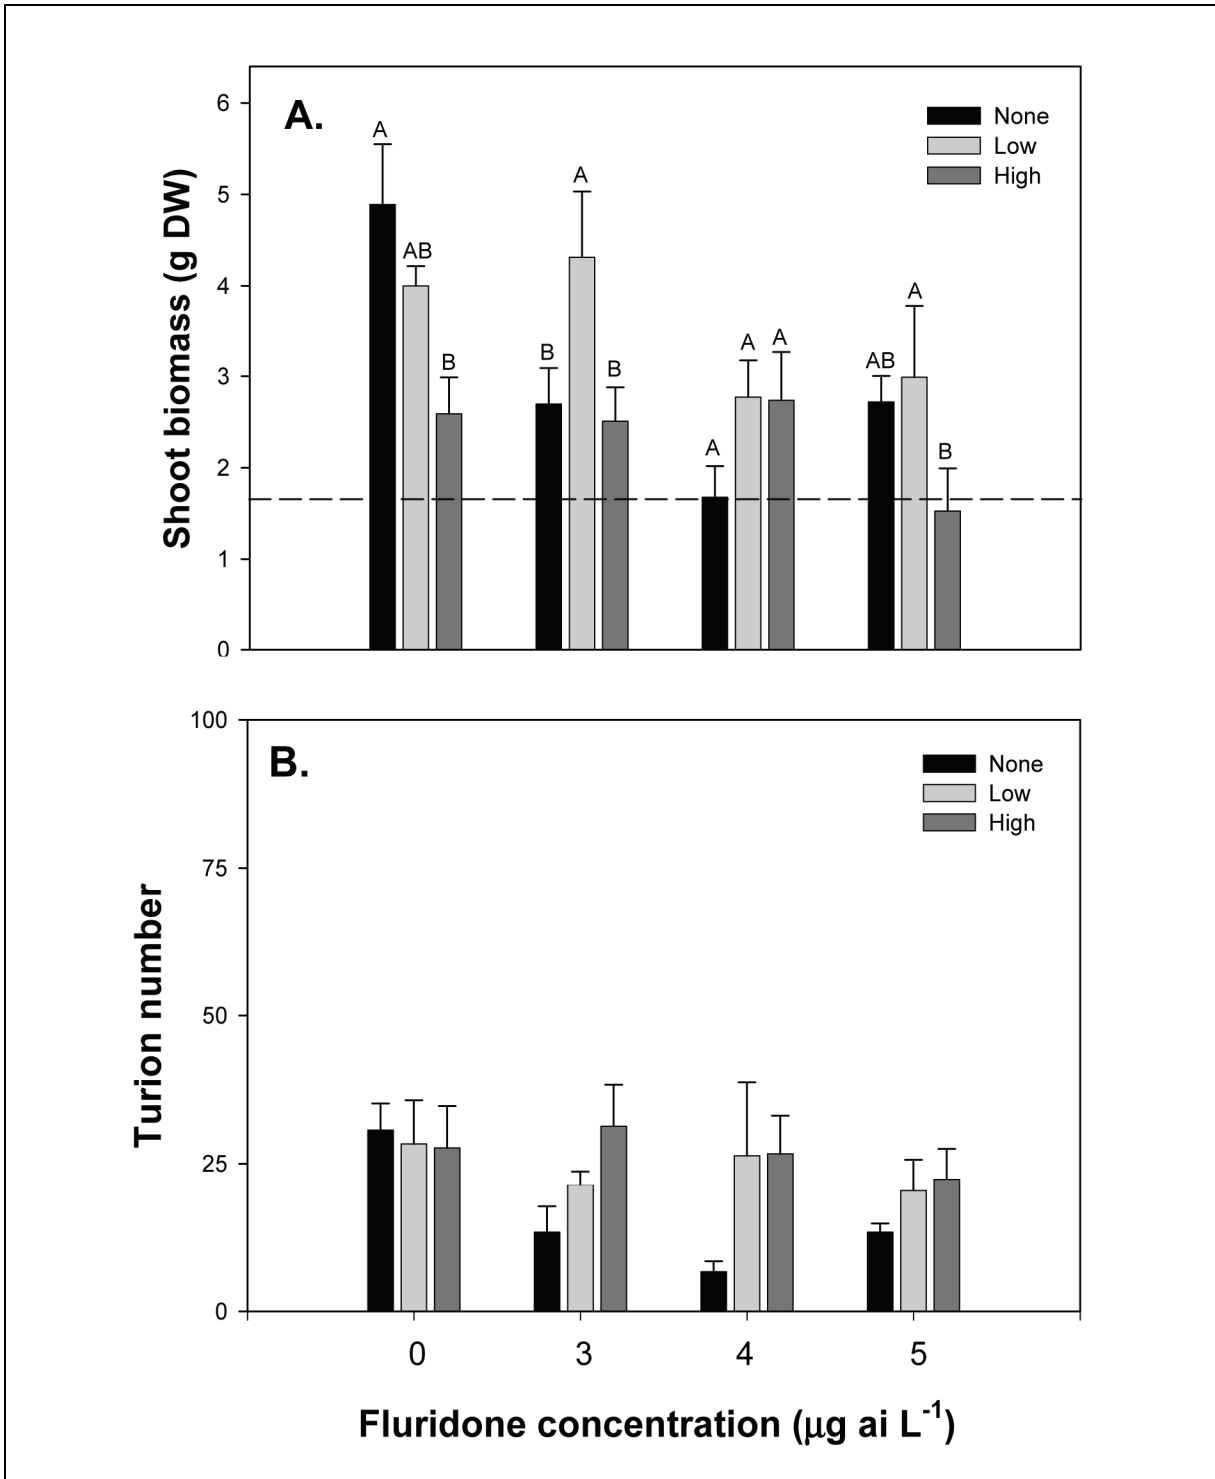 A.
None
Low
High
Shoot biomass (g DW)
6
5
4
3
2
1
0
A
AB
B
B
A
B
A
A
A
AB
A
B
B.
None
Low
High
Turion number
100
75
50
25
0
0 3 4 5
Fluridone concentration (μg ai L⁻¹)